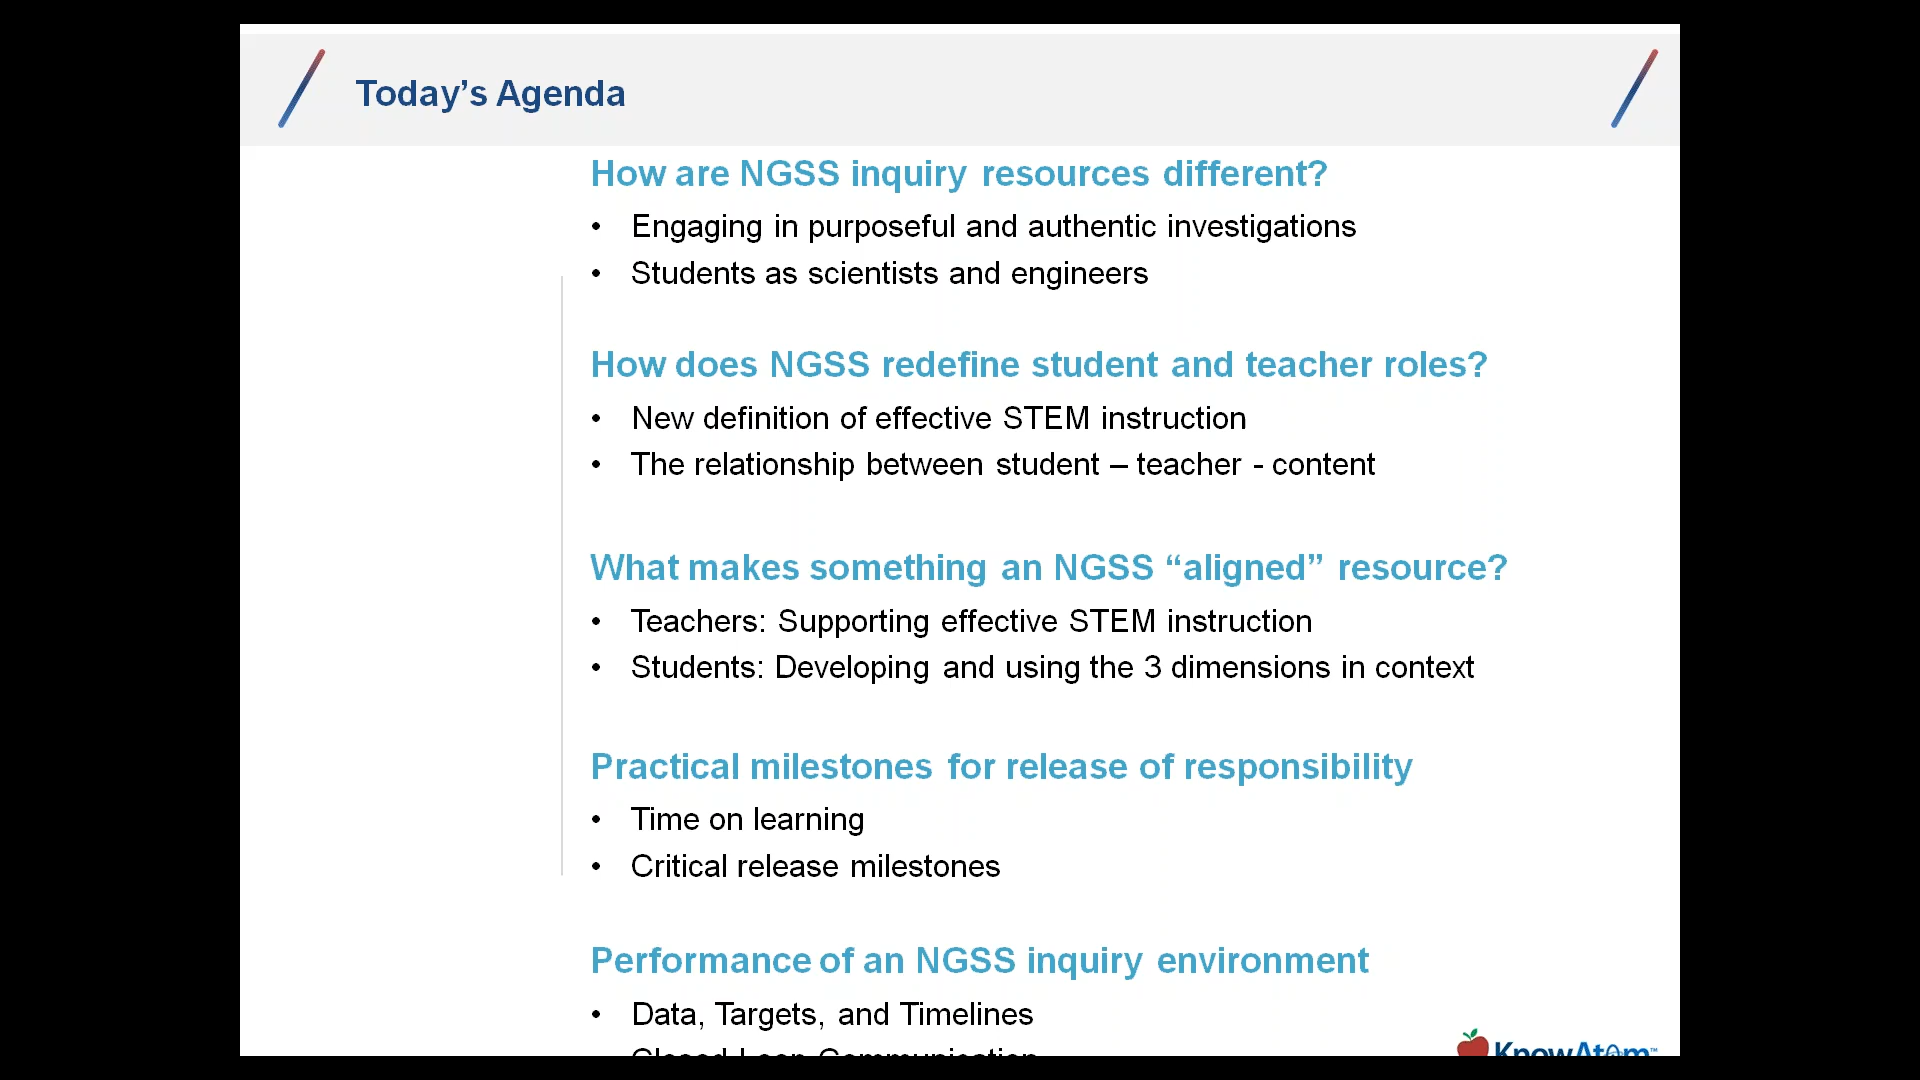 Today’s Agenda
How are NGSS inquiry resources different?
• Engaging in purposeful and authentic investigations
• Students as scientists and engineers
How does NGSS redefine student and teacher roles?
• New definition of effective STEM instruction
• The relationship between student – teacher - content
What makes something an NGSS “aligned” resource?
• Teachers: Supporting effective STEM instruction
• Students: Developing and using the 3 dimensions in context
Practical milestones for release of responsibility
• Time on learning
• Critical release milestones
Performance of an NGSS inquiry environment
• Data, Targets, and Timelines
Closed Loop Communication
KnowAtom™